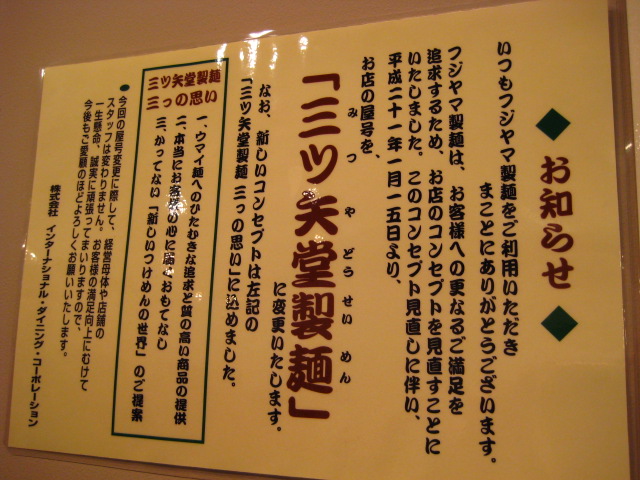 ◆お知らせ◆
いつもフジヤマ製麺をご利用いただき
まことにありがとうございます。
フジヤマ製麺は、お客様への更なるご満足を
追求するため、お店のコンセプトを見直すことに
いたしました。このコンセプト見直しに伴い、
平成二十一年一月一五日より、
お店の屋号を、
「三ツ矢堂製麺」
みつ やどうせいめん
に変更いたします。
なお、新しいコンセプトは左記の
「三ツ矢堂製麺 三っの思い」に込めました。
三ツ矢堂製麺
三っの思い
一、ウマイ麺へのひたむきな追求と質の高い商品の提供
二、本当にお客様の心に
おもてなし
三、かってない「新しいつけめんの世界」のご提案
●今回の屋号変更に際して、経営母体や店舗の
スタッフは変わりません。お客様の満足向上にむけて
一生懸命、誠実に頑張ってまいりますので、
今後もご愛顧のほどよろしくお願いいたします。
株式会社 インターナショナル・ダイニング・コーポレーション